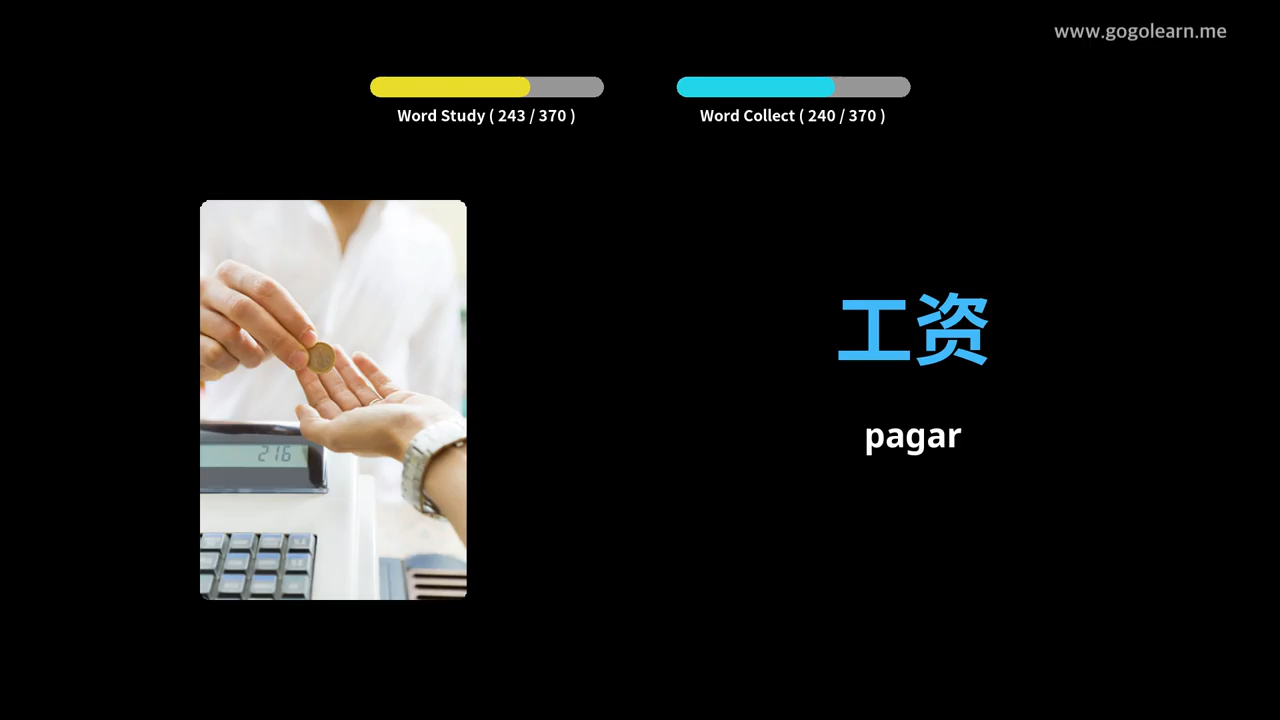 www.gogolearn.me
Word Study ( 243 / 370 )
Word Collect ( 240 / 370 )
工资
pagar
216